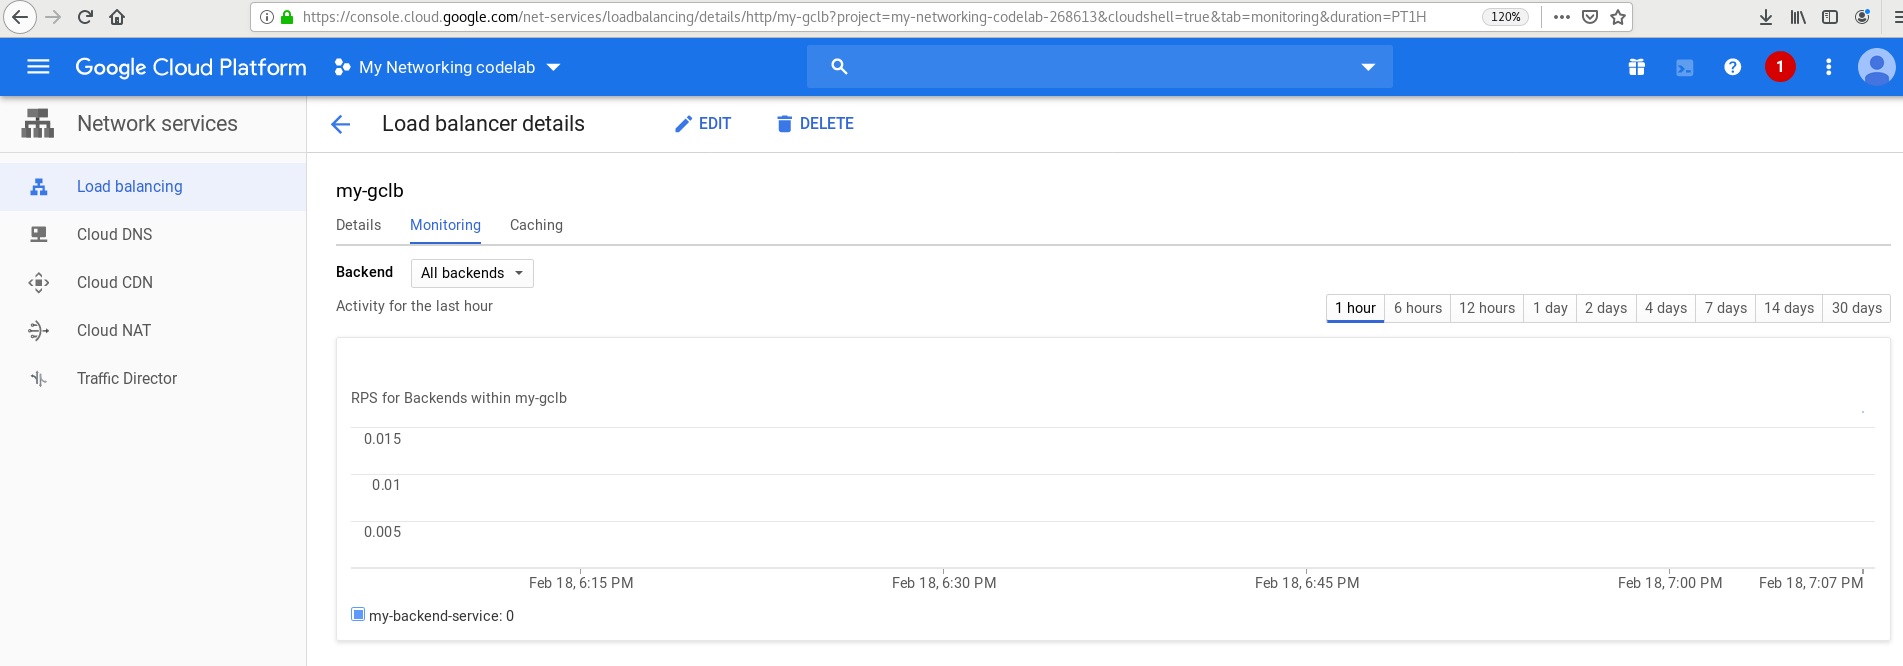 https://console.cloud.google.com/net-services/loadbalancing/details/http/my-gclb?project=my-networking-codelab-268613&cloudshell=true&tab=monitoring&duration=PT1H 120%
Google Cloud Platform My Networking codelab 1
Network services Load balancer details EDIT DELETE
Load balancing
Cloud DNS
Cloud CDN
Cloud NAT
Traffic Director
my-gclb
Details Monitoring Caching
Backend All backends
Activity for the last hour 1 hour 6 hours 12 hours 1 day 2 days 4 days 7 days 14 days 30 days
RPS for Backends within my-gclb
0.015
0.01
0.005
Feb 18, 6:15 PM Feb 18, 6:30 PM Feb 18, 6:45 PM Feb 18, 7:00 PM Feb 18, 7:07 PM
my-backend-service: 0